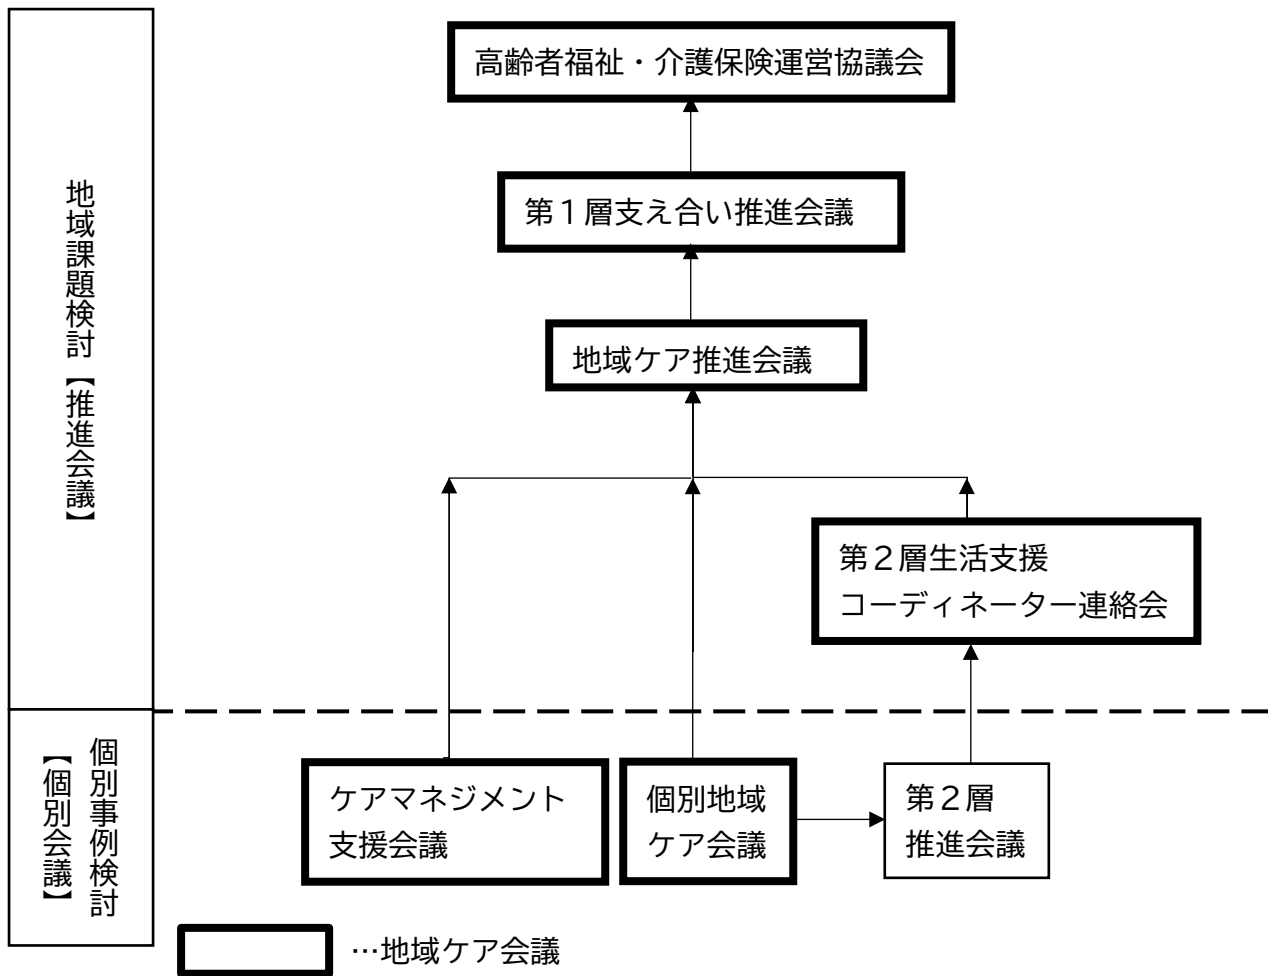 高齢者福祉・介護保険運営協議会
第１層支え合い推進会議
地域ケア推進会議
地域課題検討【推進会議】
第２層生活支援
コーディネーター連絡会
個別事例検討
【個別会議】
ケアマネジメント
支援会議
個別地域
ケア会議
第２層
推進会議
…地域ケア会議